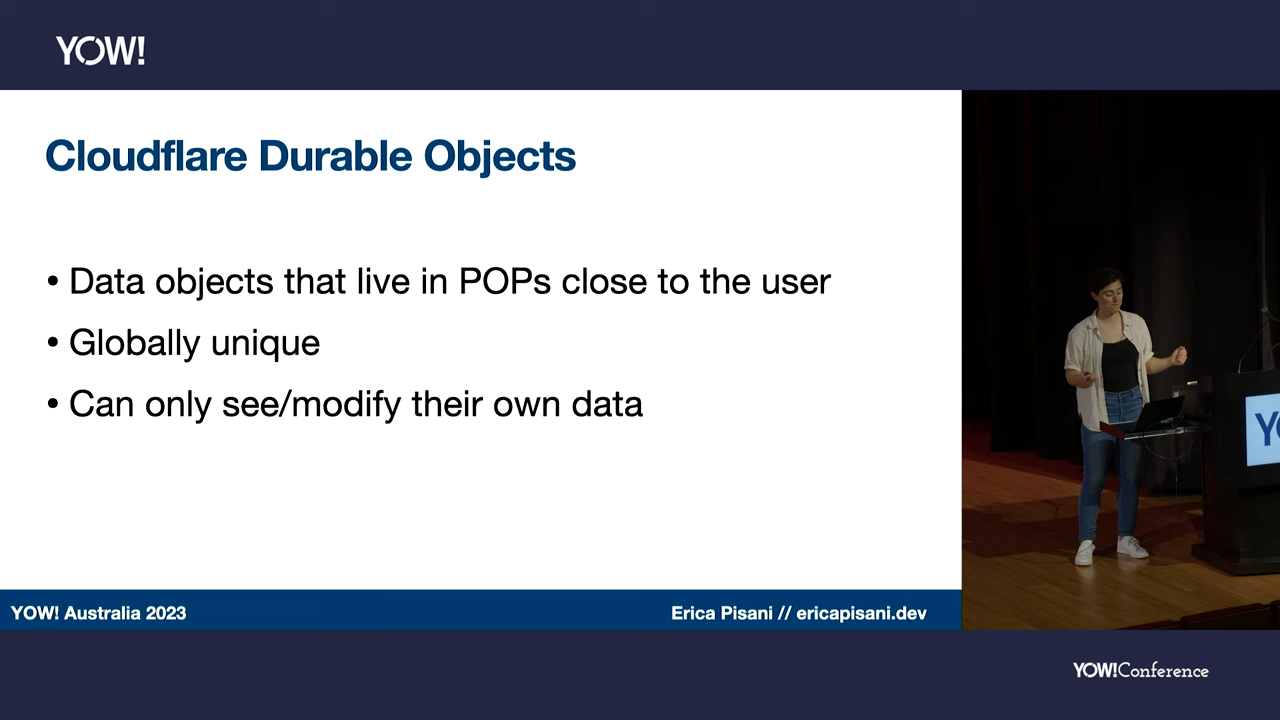 YOW!
Cloudflare Durable Objects
• Data objects that live in POPs close to the user
• Globally unique
• Can only see/modify their own data
YOW! Australia 2023
Erica Pisani // ericapisani.dev
YOW!Conference